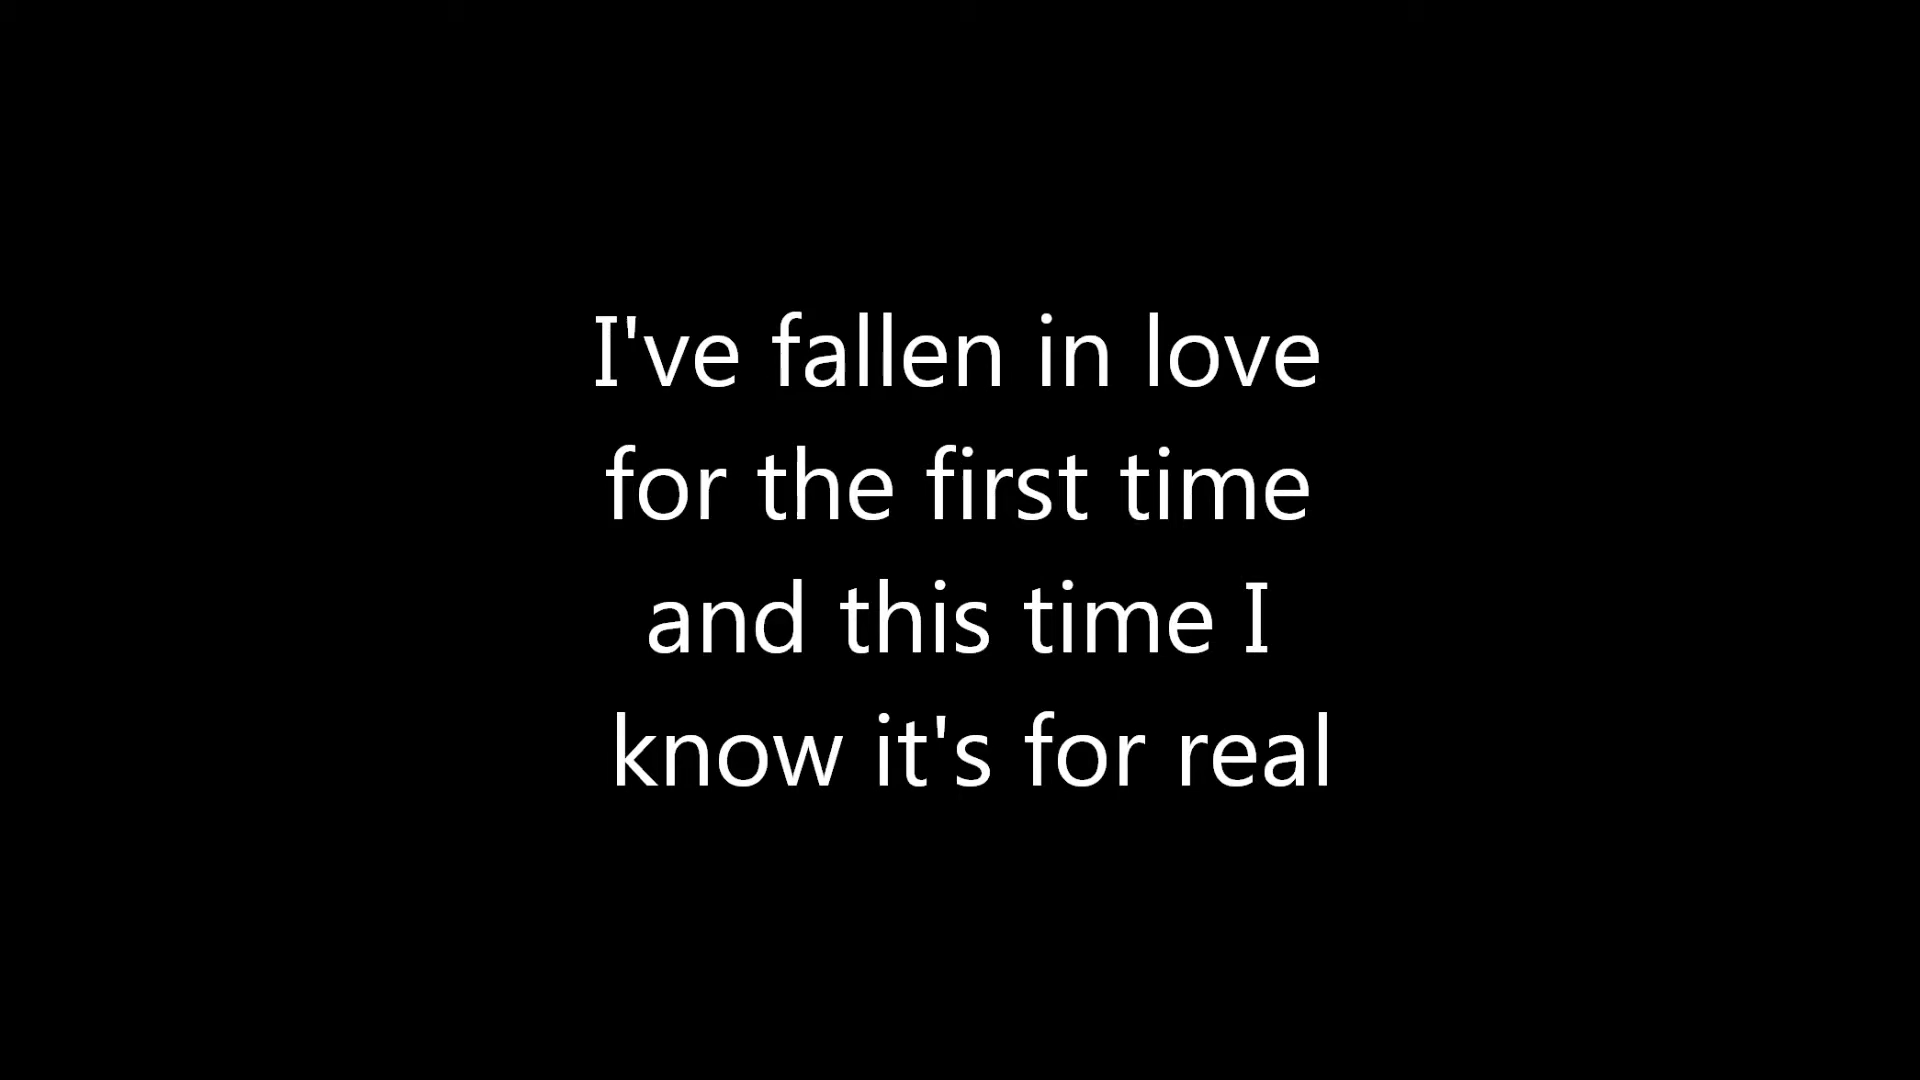 I've fallen in love
for the first time
and this time I
know it's for real